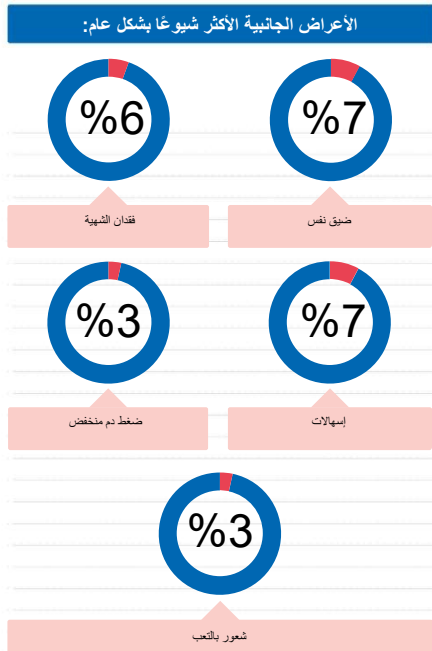 الأعراض الجانبية الأكثر شيوعًا بشكل عام:
%7
ضيق نفس
%6
فقدان الشهية
%7
إسهالات
%3
ضغط دم منخفض
%3
شعور بالتعب